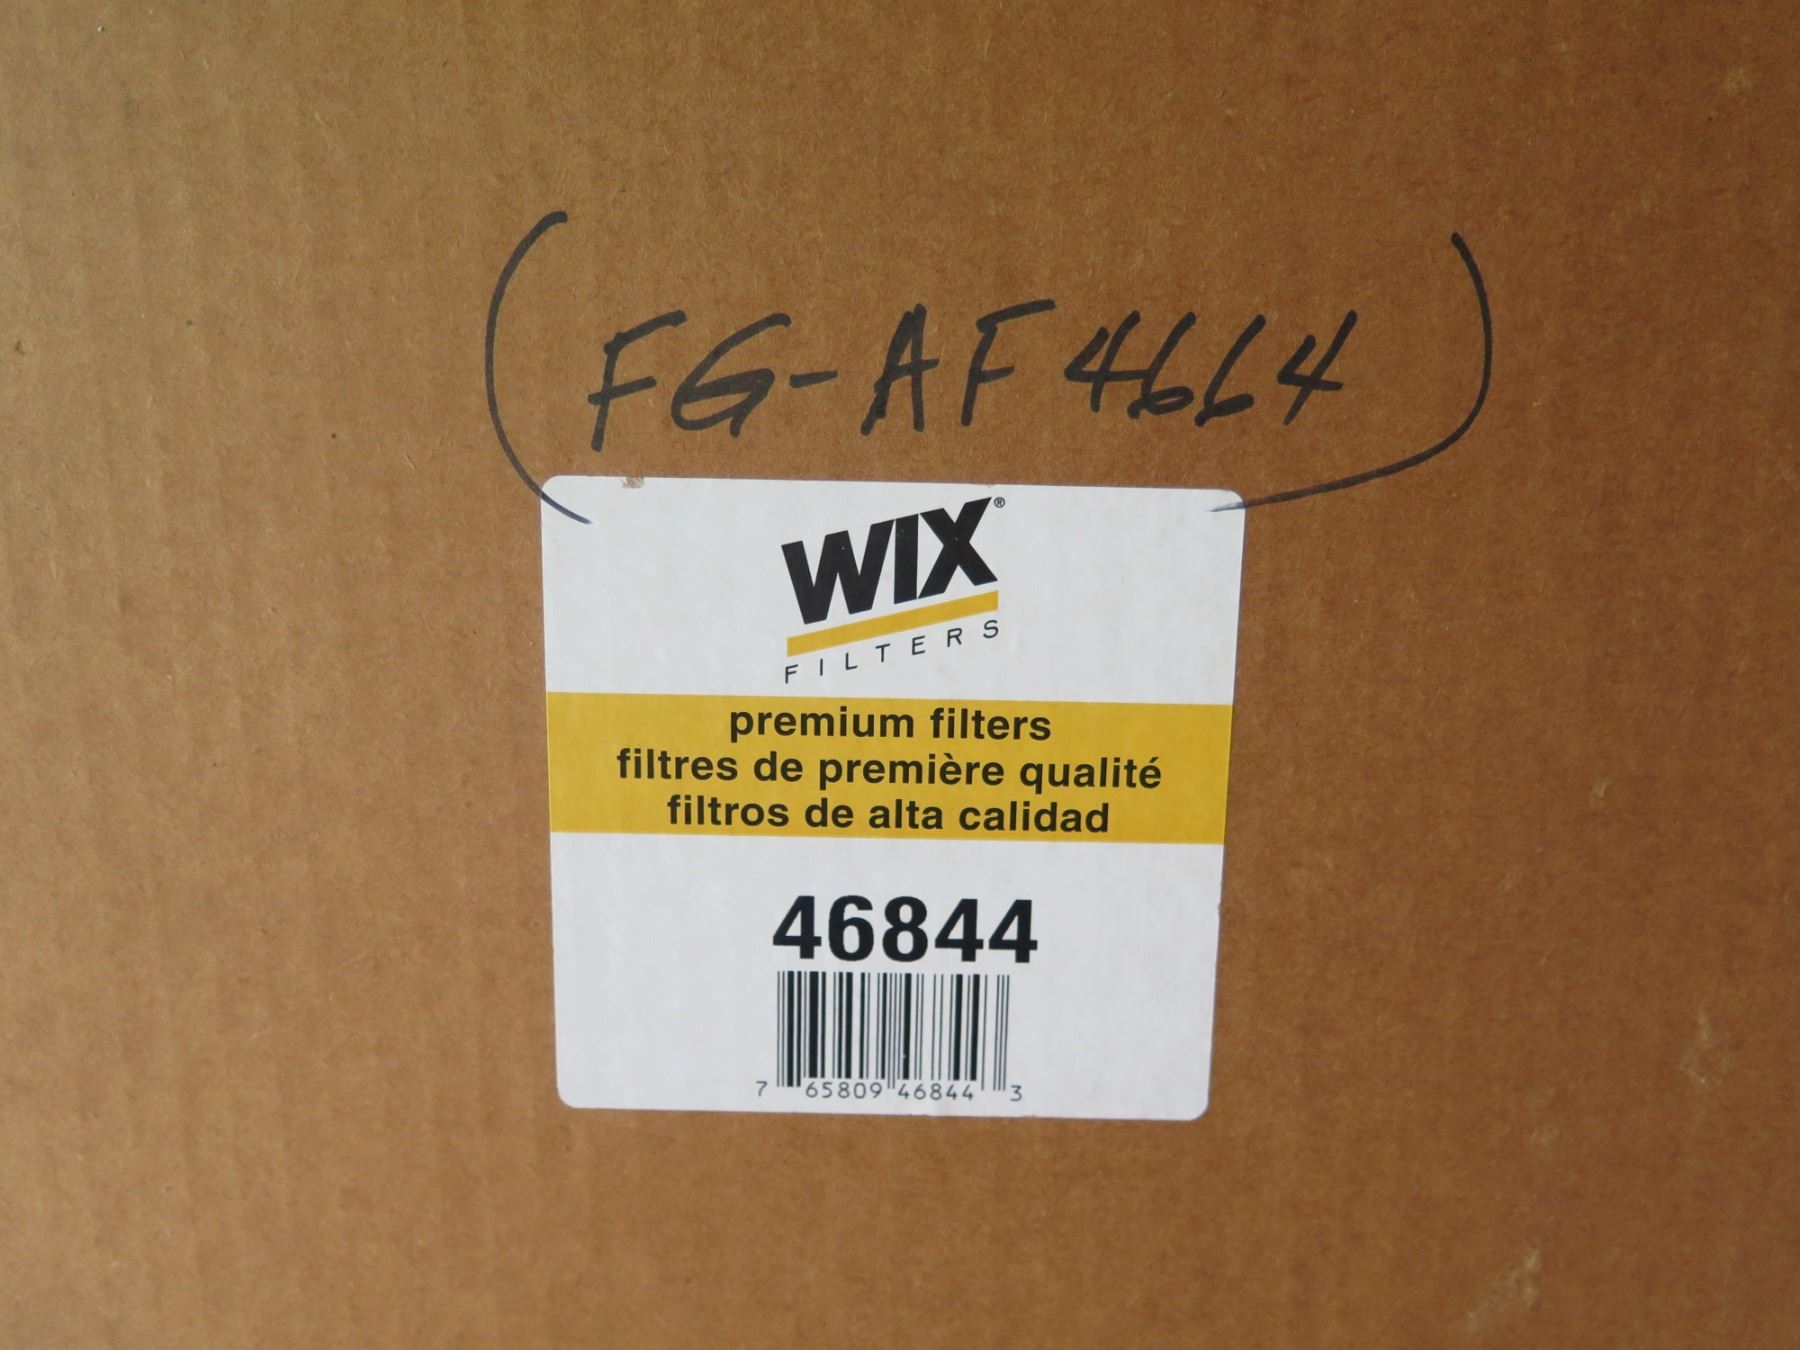 (FG-AF4664)
WIX®
FILTERS
premium filters
filtres de première qualité
filtros de alta calidad
46844
7 65809 46844 3